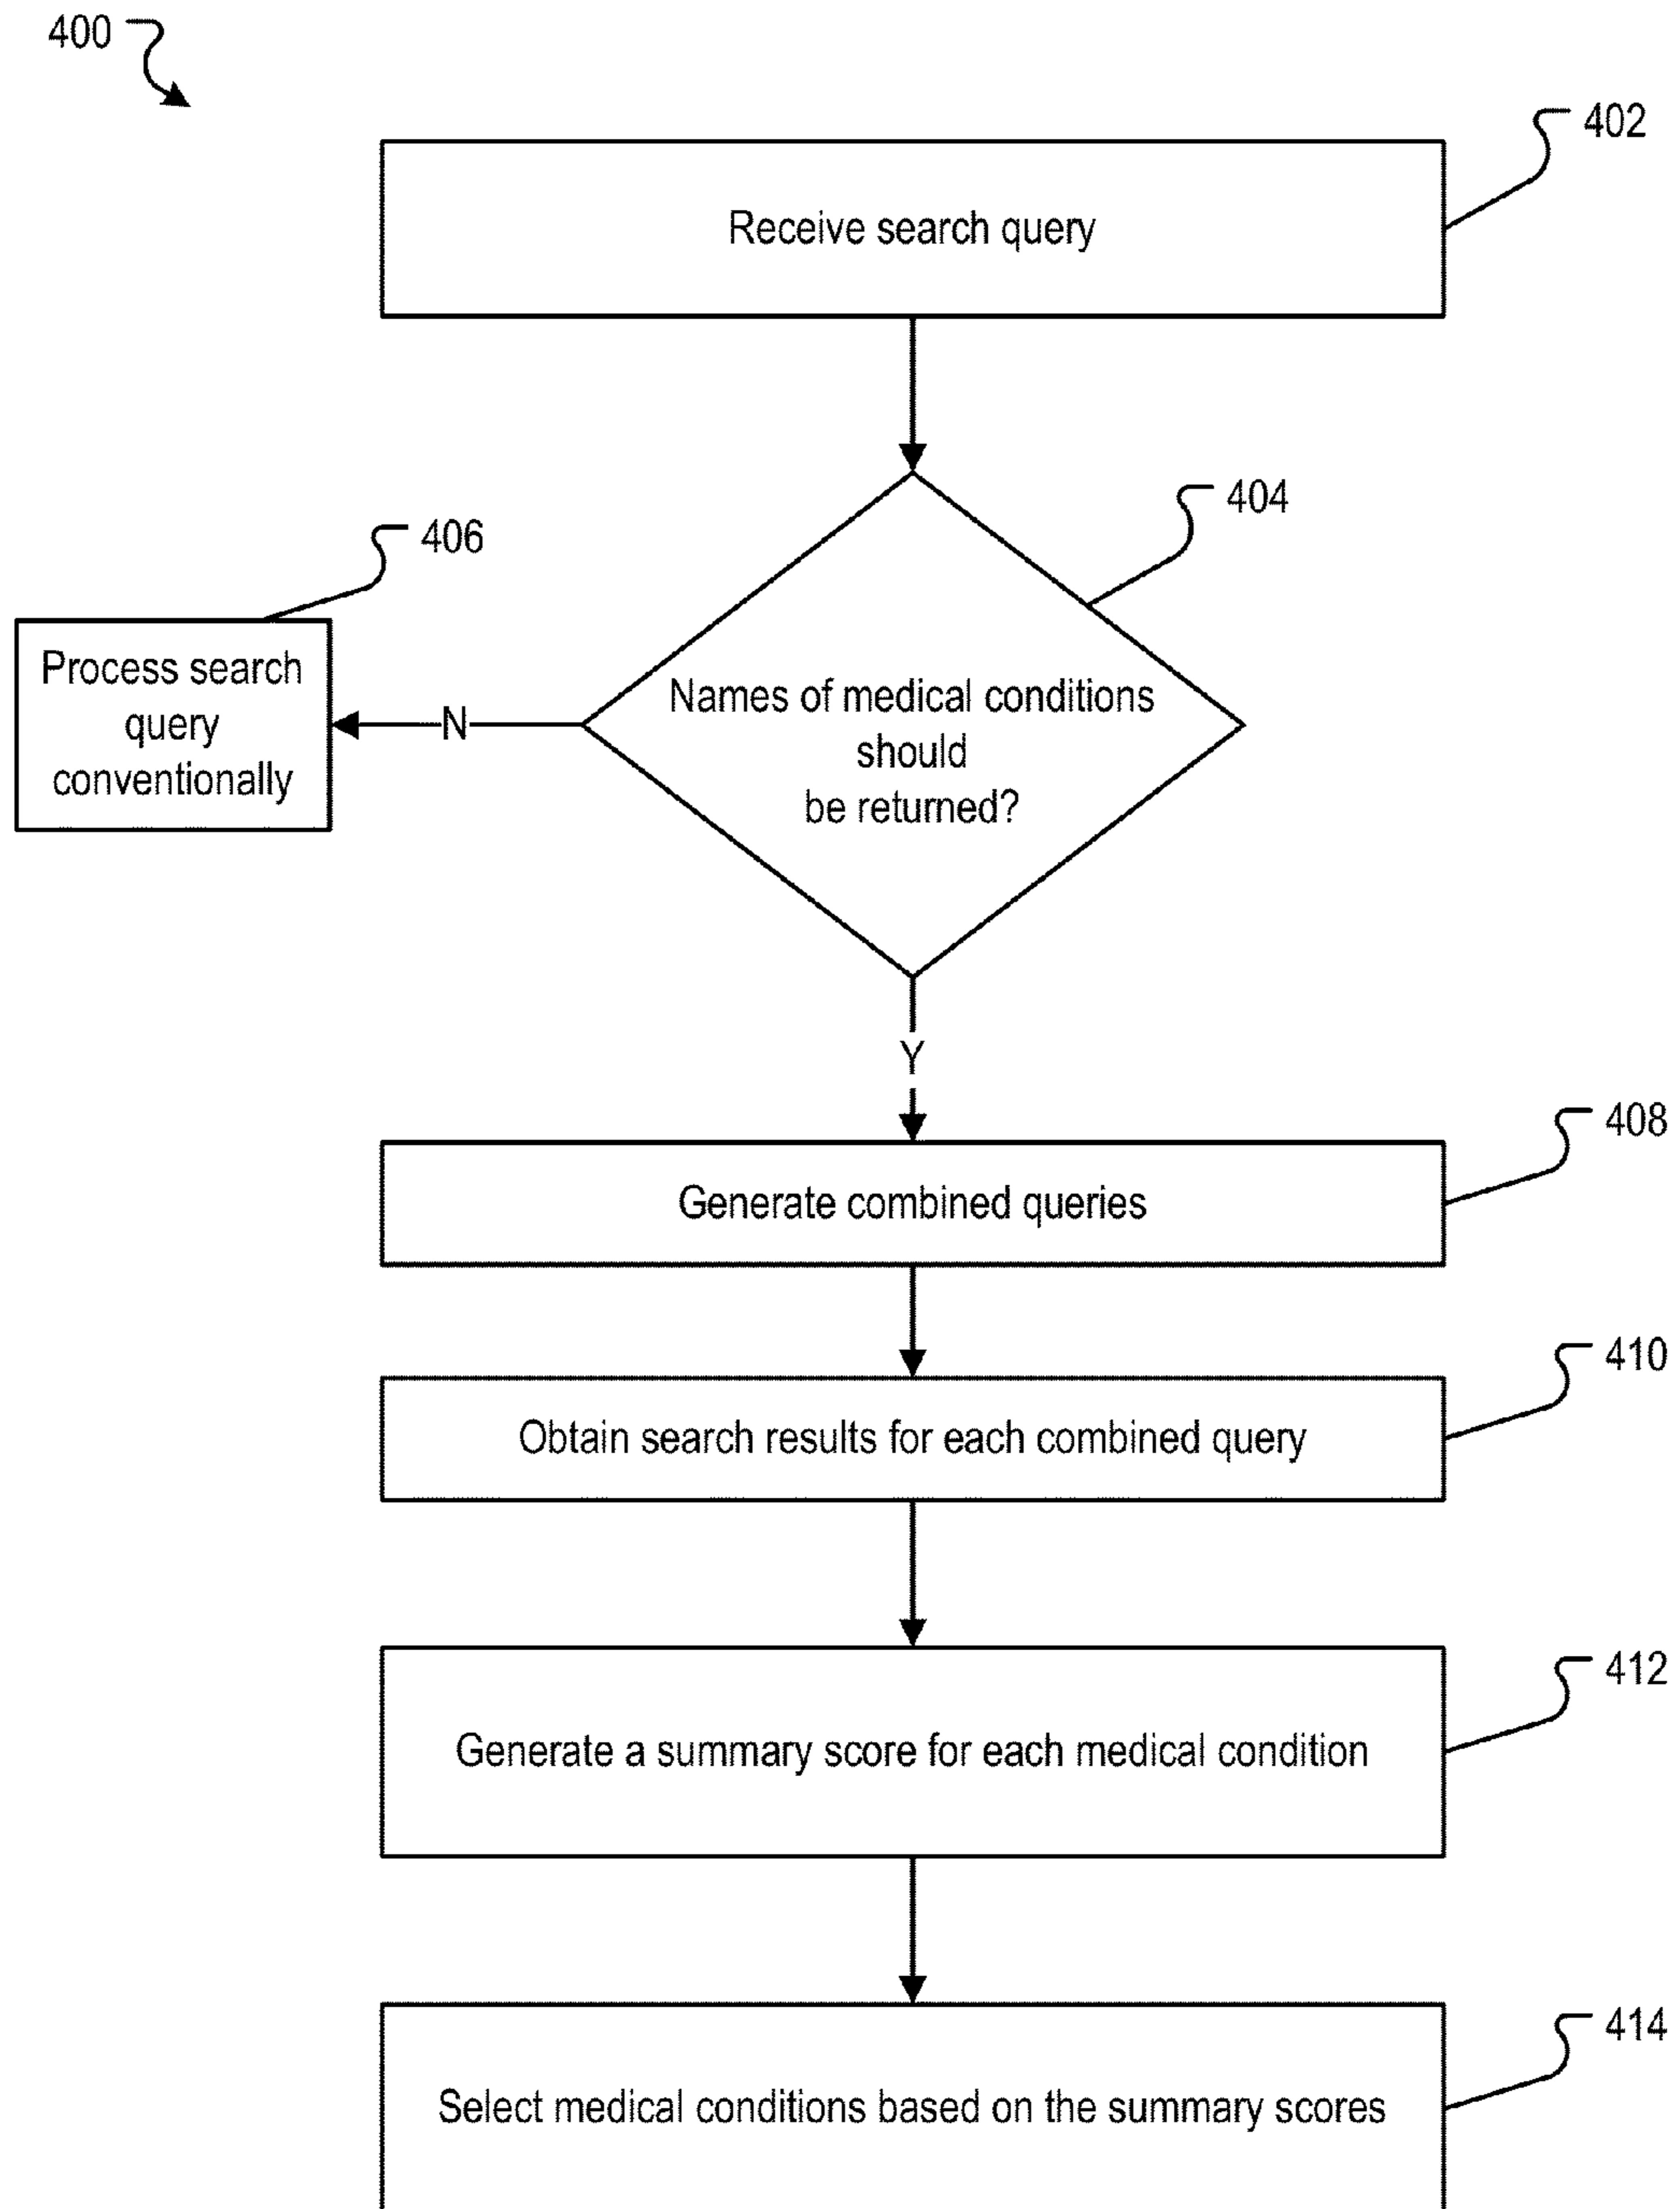 400
402
Receive search query
404
406
Process search
query
conventionally
N
Names of medical conditions
should
be returned?
Y
408
Generate combined queries
410
Obtain search results for each combined query
412
Generate a summary score for each medical condition
414
Select medical conditions based on the summary scores